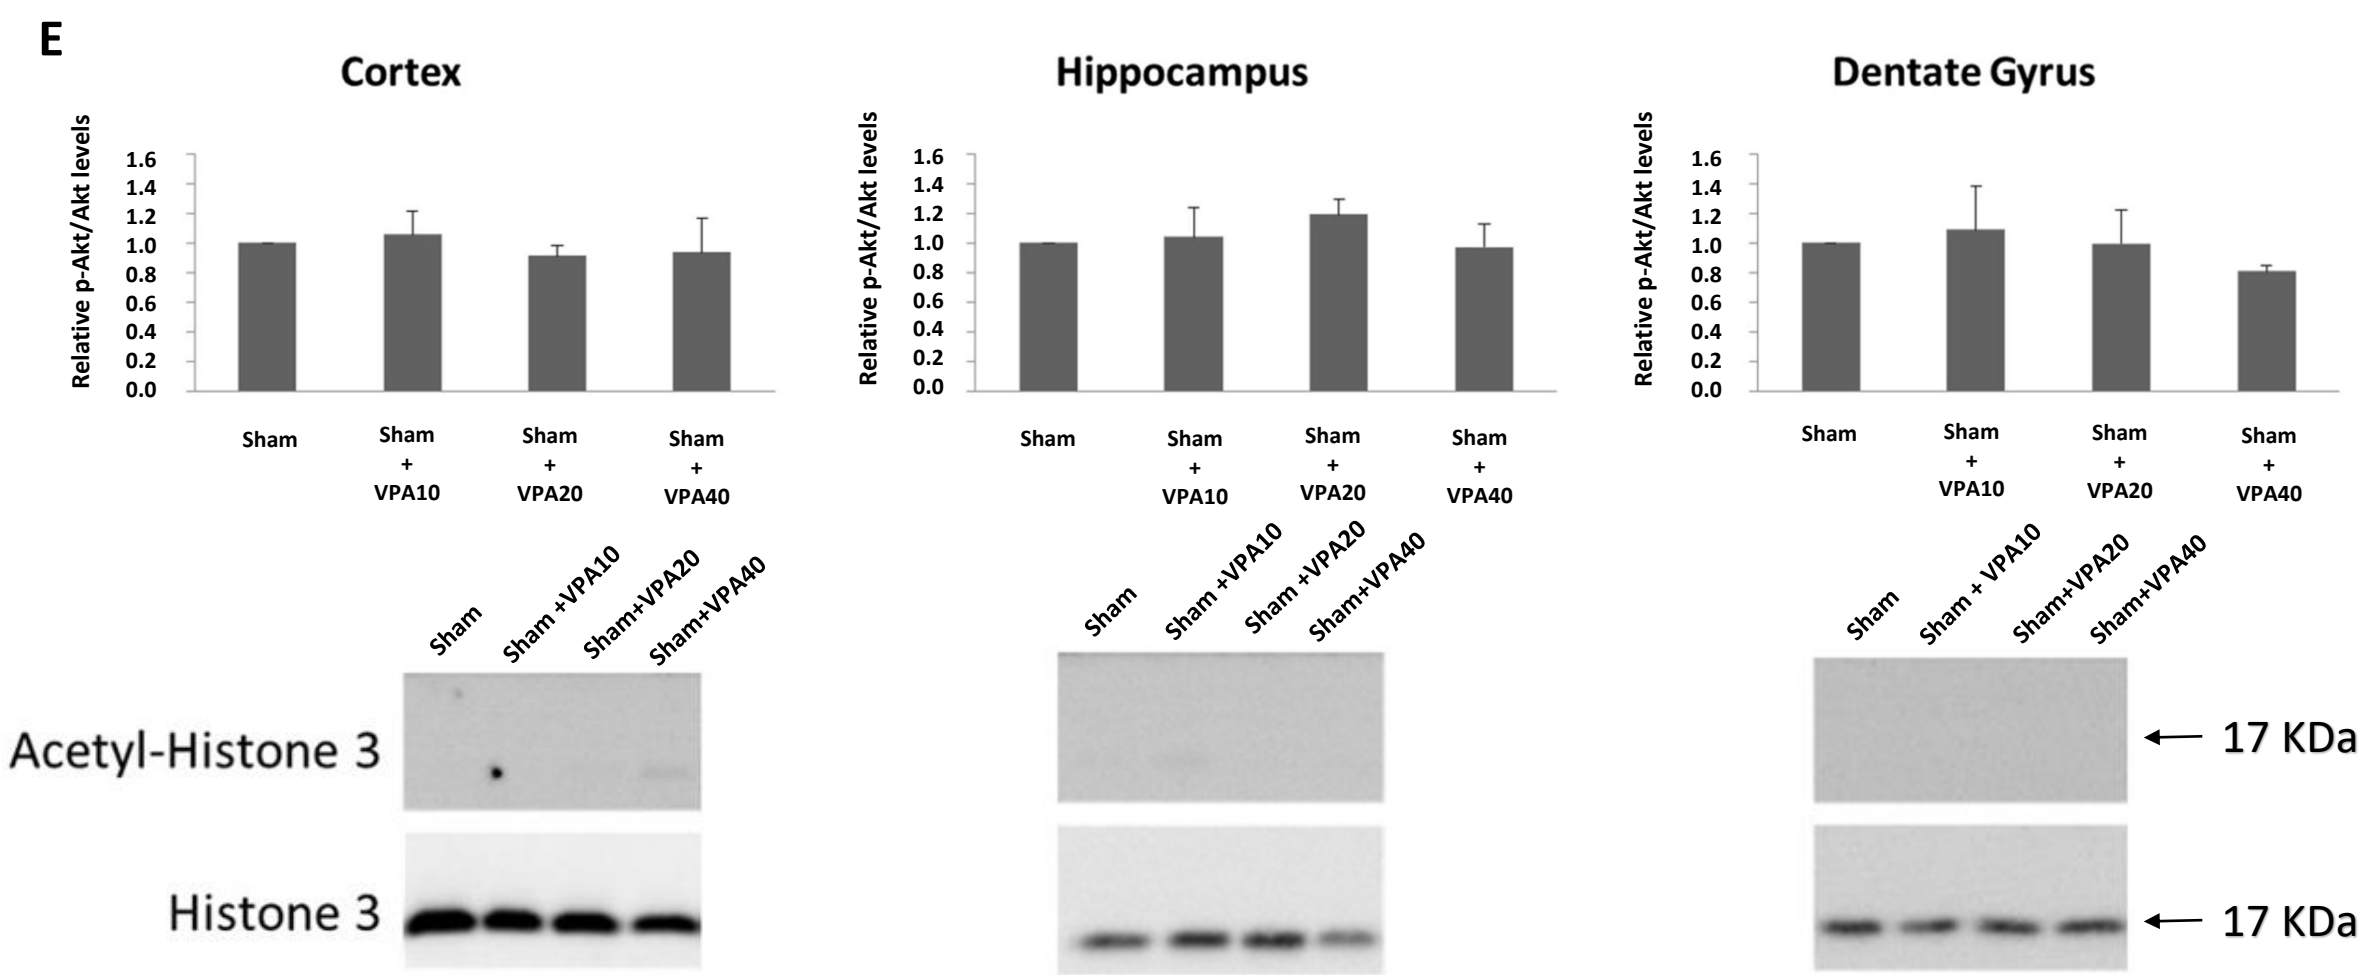 E
Cortex
Hippocampus
Dentate Gyrus
Relative p-Akt/Akt levels
1.6
1.4
1.2
1.0
0.8
0.6
0.4
0.2
0.0
Sham
Sham
+
VPA10
Sham
+
VPA20
Sham
+
VPA40
Relative p-Akt/Akt levels
1.6
1.4
1.2
1.0
0.8
0.6
0.4
0.2
0.0
Sham
Sham
+
VPA10
Sham
+
VPA20
Sham
+
VPA40
Relative p-Akt/Akt levels
1.6
1.4
1.2
1.0
0.8
0.6
0.4
0.2
0.0
Sham
Sham
+
VPA10
Sham
+
VPA20
Sham
+
VPA40
Sham
Sham +VPA10
Sham+VPA20
Sham+VPA40
Sham
Sham +VPA10
Sham +VPA20
Sham+VPA40
Sham
Sham + VPA10
Sham+VPA20
Sham+VPA40
Acetyl-Histone 3
17 KDa
Histone 3
17 KDa